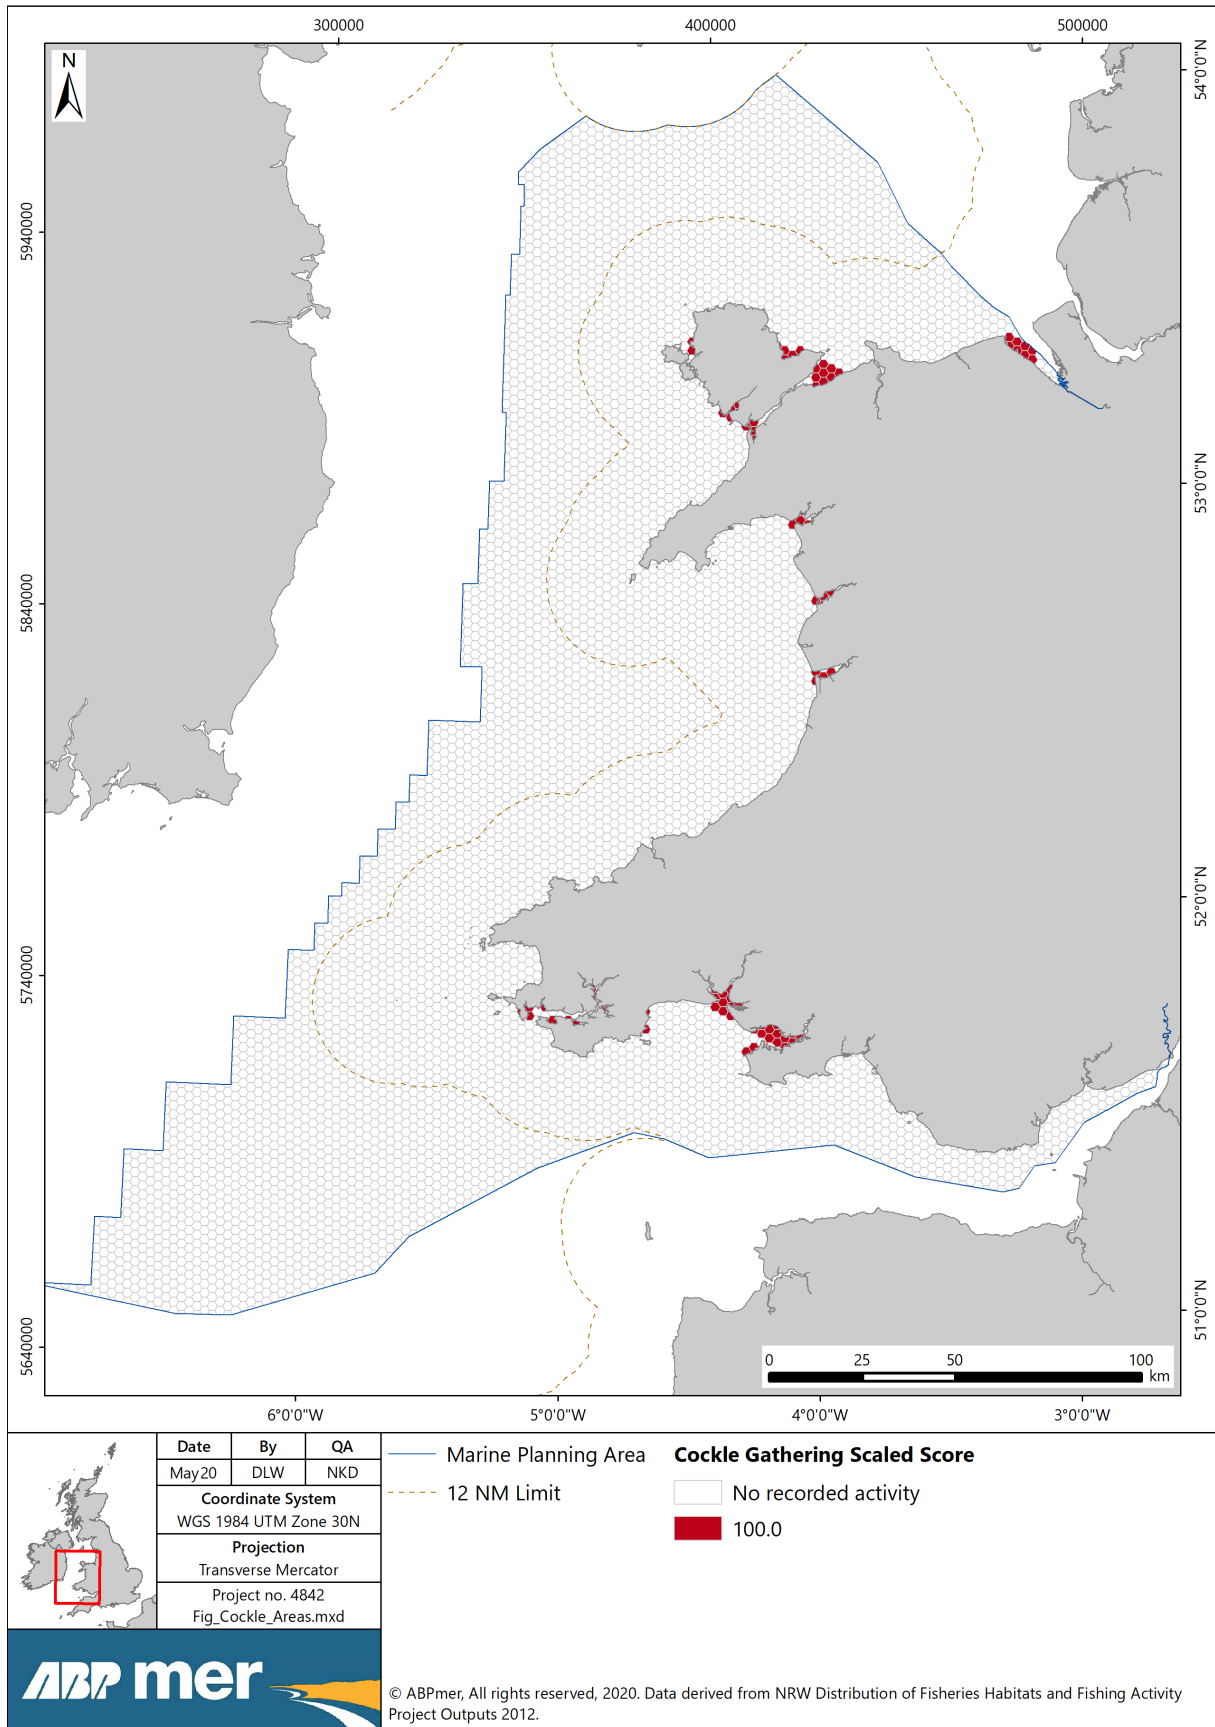 300000
400000
500000
N
54°0'0"N
5940000
53°0'0"N
5840000
52°0'0"N
5740000
51°0'0"N
5640000
0
25
50
100
km
6°0'0"W
5°0'0"W
4°0'0"W
3°0'0"W
Date
By
QA
May20
DLW
NKD
Coordinate System
WGS 1984 UTM Zone 30N
Projection
Transverse Mercator
Project no. 4842
Fig_Cockle_Areas.mxd
ABP mer
Marine Planning Area
12 NM Limit
Cockle Gathering Scaled Score
No recorded activity
100.0
© ABPmer, All rights reserved, 2020. Data derived from NRW Distribution of Fisheries Habitats and Fishing Activity
Project Outputs 2012.